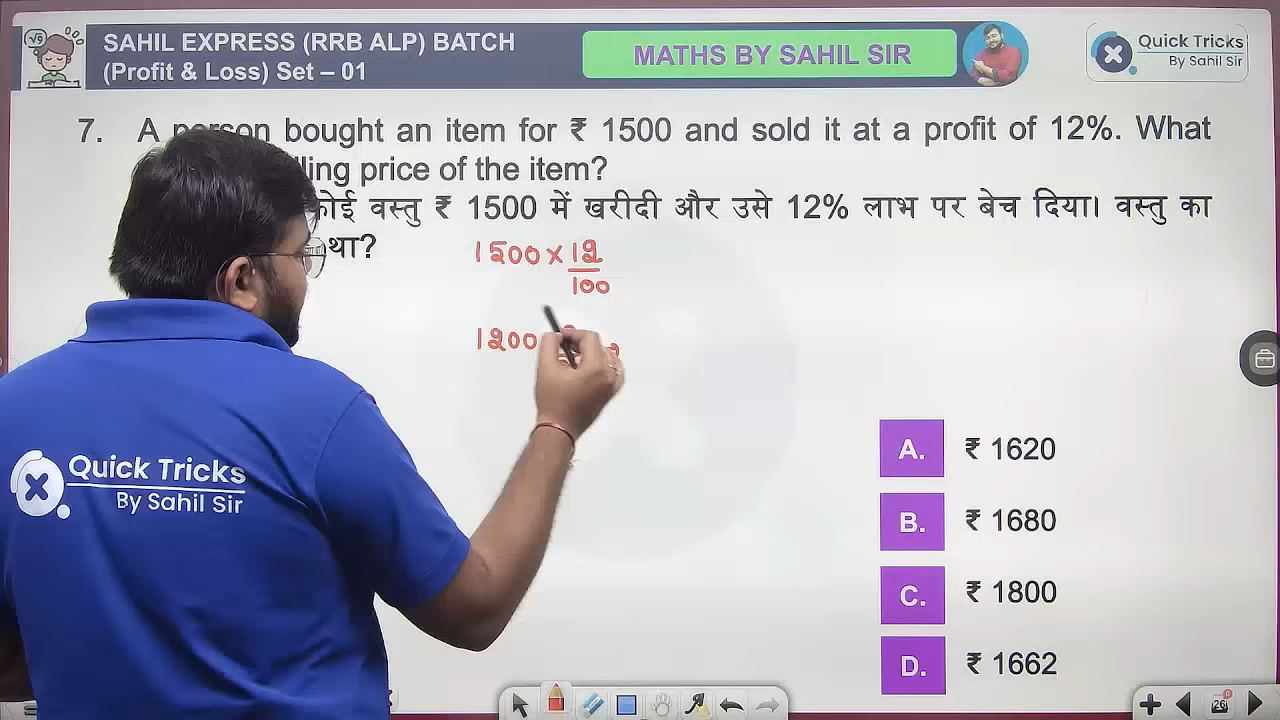 SAHIL EXPRESS (RRB ALP) BATCH
(Profit & Loss) Set – 01
MATHS BY SAHIL SIR
Quick Tricks
By Sahil Sir
7. A person bought an item for ₹ 1500 and sold it at a profit of 12%. What
price of the item?
कोई वस्तु ₹ 1500 में खरीदी और उसे 12% लाभ पर बेच दिया। वस्तु का
था?
1500 × 12
100
1200
A. ₹ 1620
B. ₹ 1680
C. ₹ 1800
D. ₹ 1662
Quick Tricks
By Sahil Sir
26